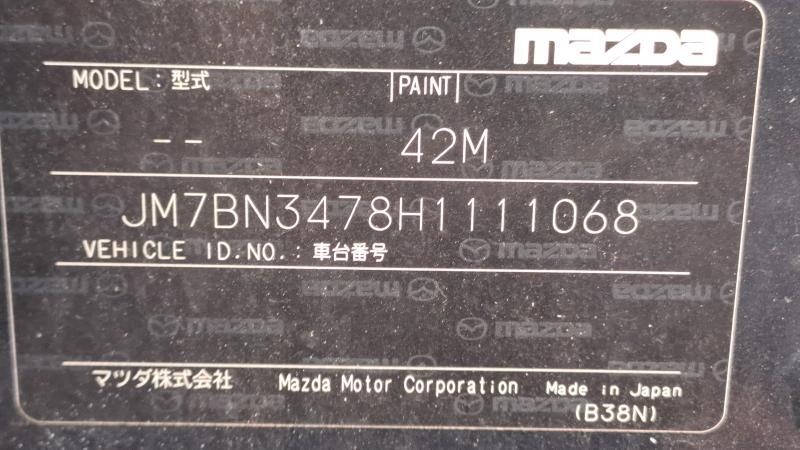 mazda
MODEL: 型式 PAINT
-- 42M
JM7BN3478H1111068
VEHICLE ID.NO.: 車台番号
マツダ株式会社 Mazda Motor Corporation Made in Japan
(B38N)